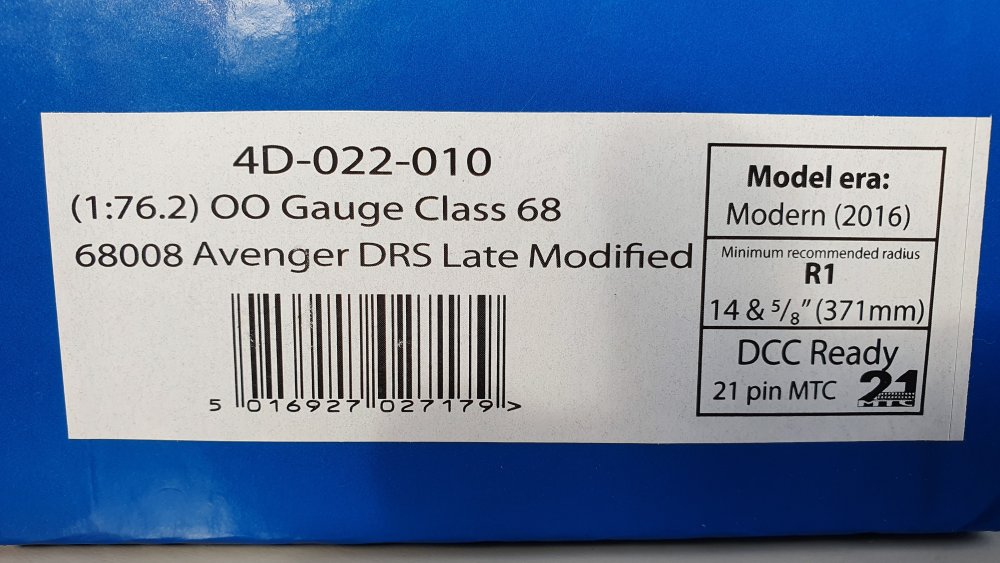 4D-022-010
(1:76.2) OO Gauge Class 68
68008 Avenger DRS Late Modified
5 016927 027179 >
Model era:
Modern (2016)
Minimum recommended radius
R1
14 & 5/8" (371mm)
DCC Ready
21 pin MTC
21
MTC